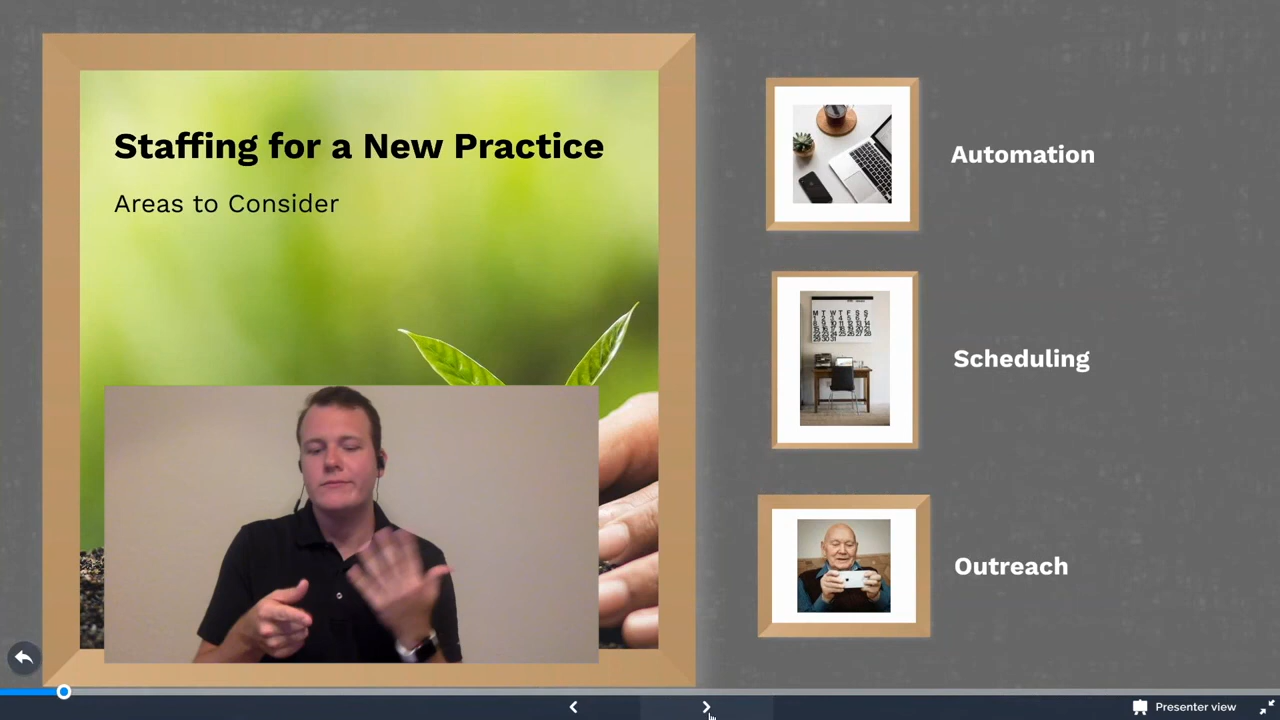 Staffing for a New Practice
Areas to Consider
Automation
Scheduling
Outreach
Presenter view